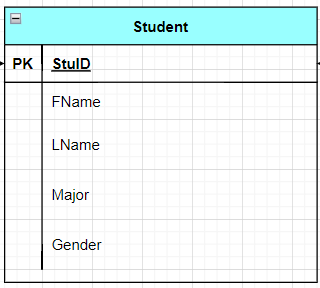 Student
PK StuID
FName
LName
Major
Gender